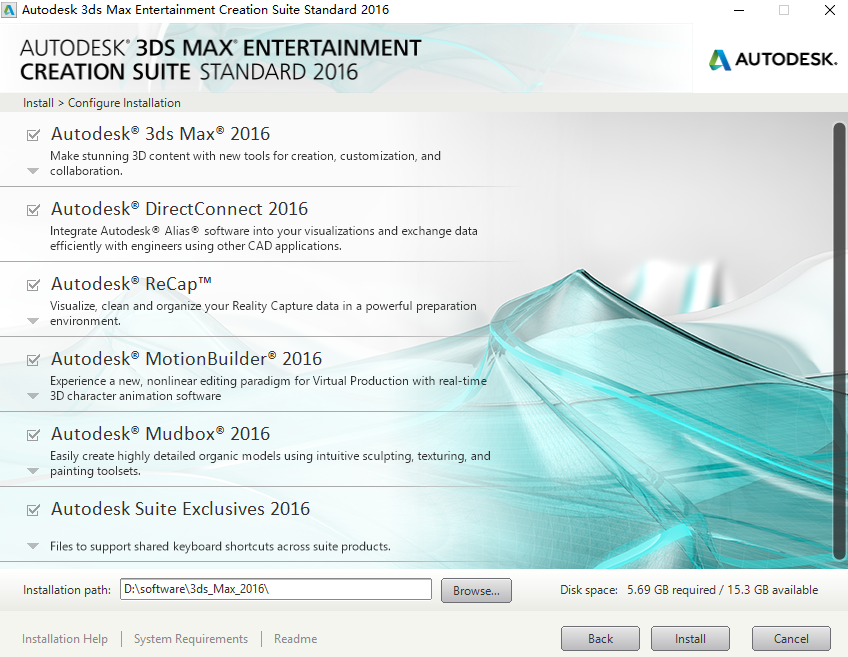 Autodesk 3ds Max Entertainment Creation Suite Standard 2016
AUTODESK® 3DS MAX® ENTERTAINMENT
CREATION SUITE STANDARD 2016
AUTODESK.
Install > Configure Installation
Autodesk® 3ds Max® 2016
Make stunning 3D content with new tools for creation, customization, and
collaboration.
Autodesk® DirectConnect 2016
Integrate Autodesk® Alias® software into your visualizations and exchange data
efficiently with engineers using other CAD applications.
Autodesk® ReCap™
Visualize, clean and organize your Reality Capture data in a powerful preparation
environment.
Autodesk® MotionBuilder® 2016
Experience a new, nonlinear editing paradigm for Virtual Production with real-time
3D character animation software
Autodesk® Mudbox® 2016
Easily create highly detailed organic models using intuitive sculpting, texturing, and
painting toolsets.
Autodesk Suite Exclusives 2016
Files to support shared keyboard shortcuts across suite products.
Installation path: D:\software\3ds_Max_2016\ Browse... Disk space: 5.69 GB required / 15.3 GB available
Installation Help | System Requirements | Readme Back Install Cancel